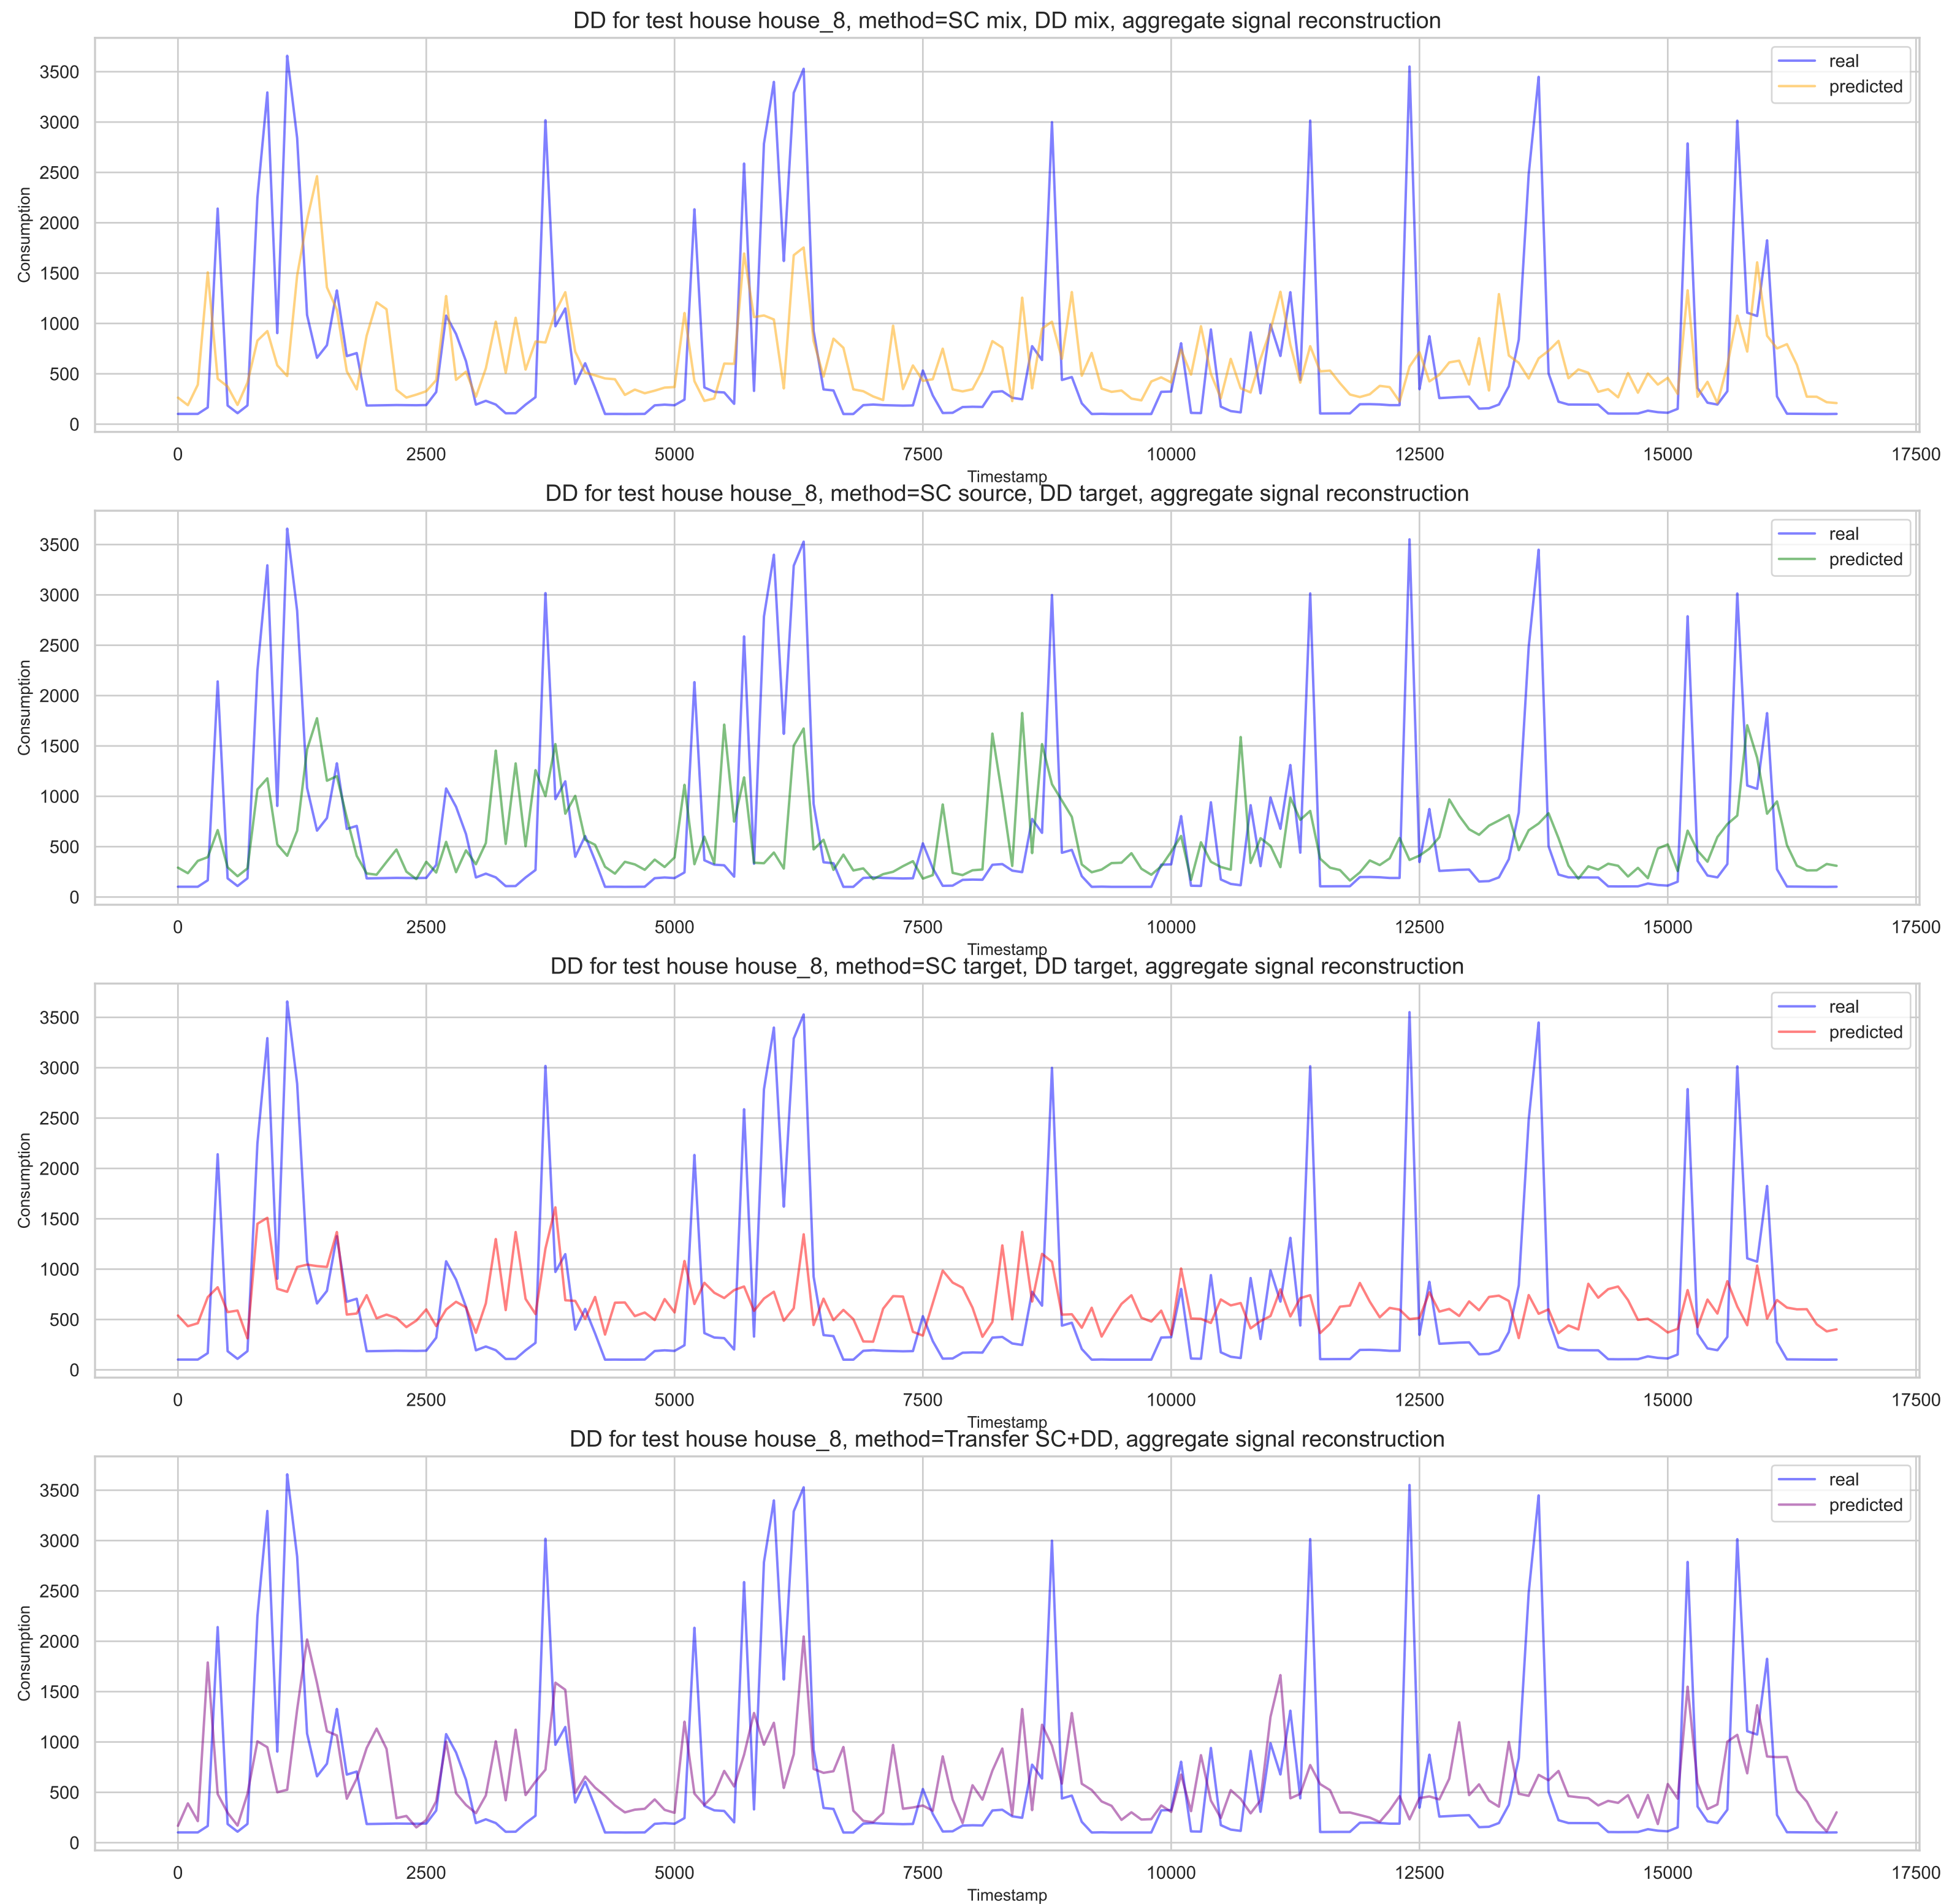 DD for test house house_8, method=SC mix, DD mix, aggregate signal reconstruction
real
predicted
3500
3000
2500
2000
1500
1000
500
0
Consumption
0 2500 5000 7500 10000 12500 15000 17500
Timestamp
DD for test house house_8, method=SC source, DD target, aggregate signal reconstruction
real
predicted
3500
3000
2500
2000
1500
1000
500
0
Consumption
0 2500 5000 7500 10000 12500 15000 17500
Timestamp
DD for test house house_8, method=SC target, DD target, aggregate signal reconstruction
real
predicted
3500
3000
2500
2000
1500
1000
500
0
Consumption
0 2500 5000 7500 10000 12500 15000 17500
Timestamp
DD for test house house_8, method=Transfer SC+DD, aggregate signal reconstruction
real
predicted
3500
3000
2500
2000
1500
1000
500
0
Consumption
0 2500 5000 7500 10000 12500 15000 17500
Timestamp